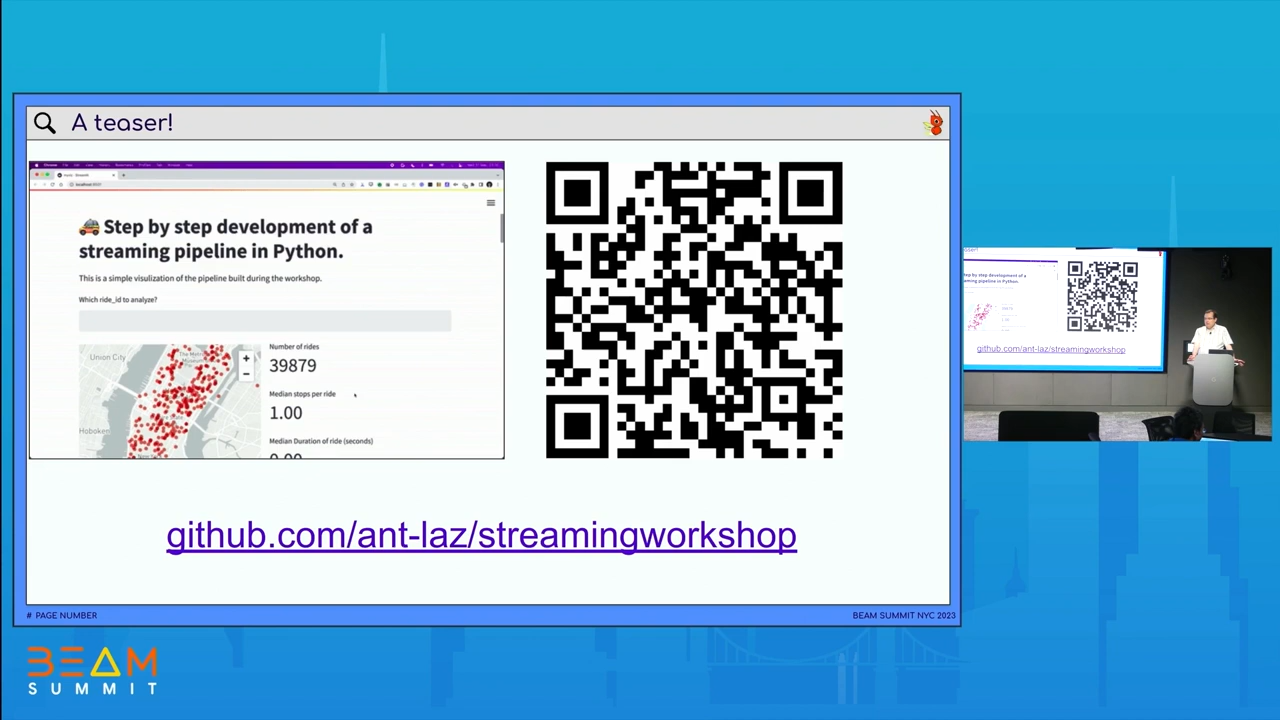 A teaser!
Step by step development of a
streaming pipeline in Python.
This is a simple visulization of the pipeline built during the workshop.
Which ride_id to analyze?
Union City
Hoboken
+
−
Number of rides
39879
Median stops per ride
1.00
Median Duration of ride (seconds)
github.com/ant-laz/streamingworkshop
# PAGE NUMBER
BEAM SUMMIT NYC 2023
BEAM
SUMMIT
github.com/ant-laz/streamingworkshop